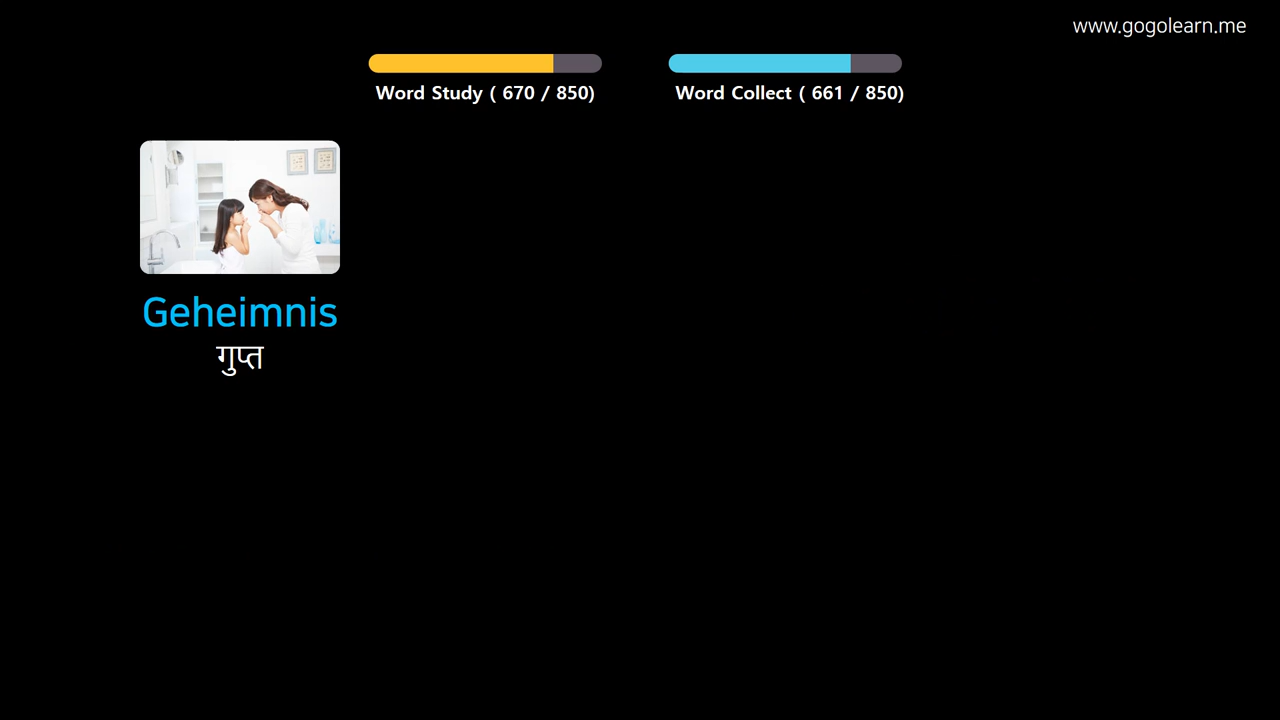 www.gogolearn.me
Word Study ( 670 / 850)
Word Collect ( 661 / 850)
Geheimnis
गुप्त